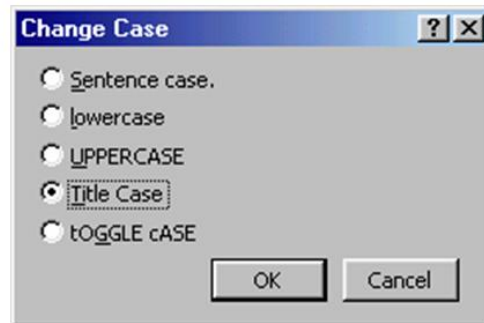 Change Case
Sentence case.
lowercase
UPPERCASE
Title Case
tOGGLE cASE
OK Cancel